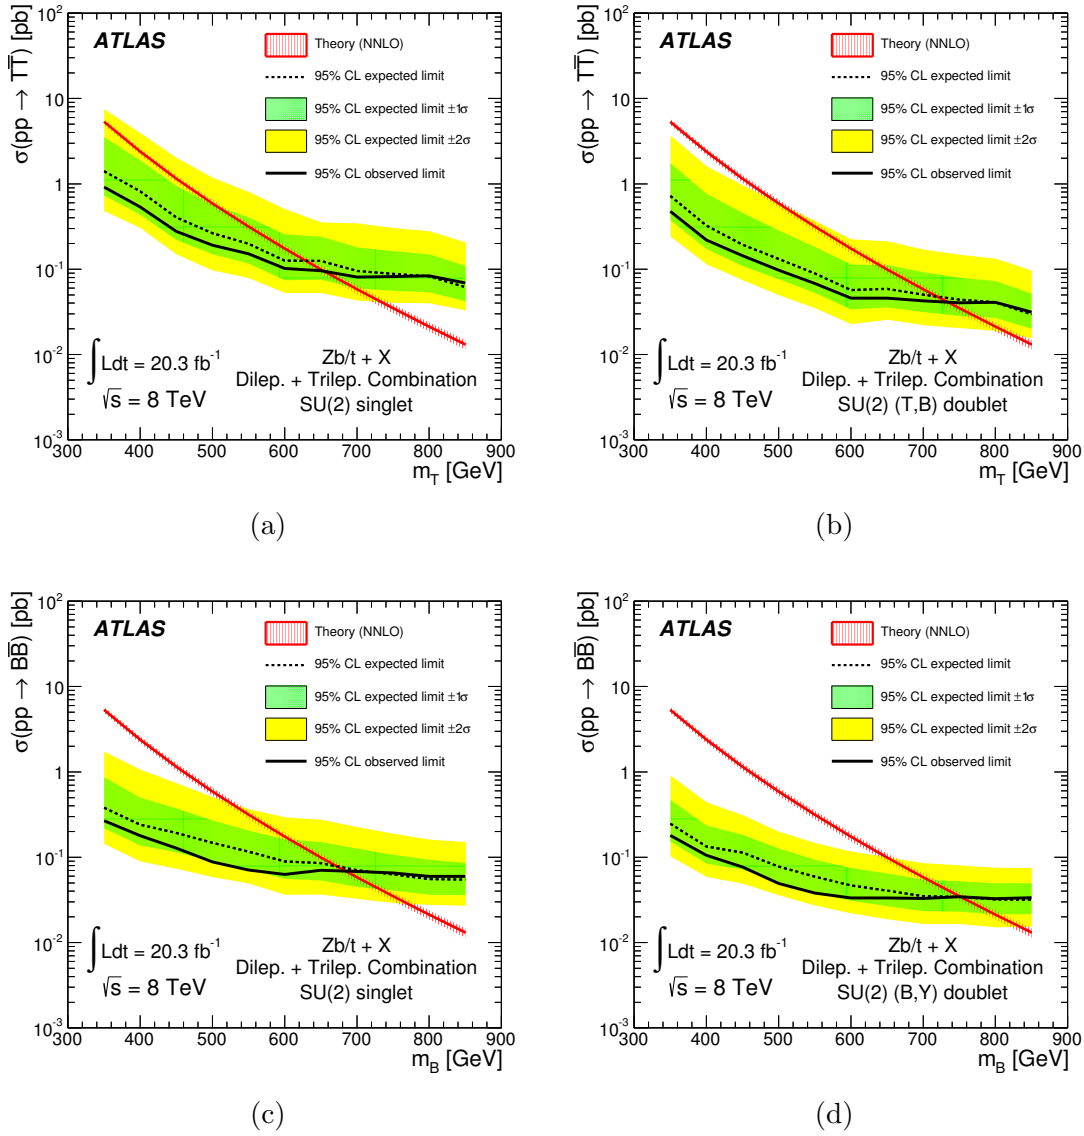 σ(pp → TT̅) [pb]
10²
10
1
10⁻¹
10⁻²
10⁻³
ATLAS
Theory (NNLO)
95% CL expected limit
95% CL expected limit ±1σ
95% CL expected limit ±2σ
95% CL observed limit
∫ Ldt = 20.3 fb⁻¹
√s = 8 TeV
Zb/t + X
Dilep. + Trilep. Combination
SU(2) singlet
300 400 500 600 700 800 900
m_T [GeV]
(a)
σ(pp → TT̅) [pb]
10²
10
1
10⁻¹
10⁻²
10⁻³
ATLAS
Theory (NNLO)
95% CL expected limit
95% CL expected limit ±1σ
95% CL expected limit ±2σ
95% CL observed limit
∫ Ldt = 20.3 fb⁻¹
√s = 8 TeV
Zb/t + X
Dilep. + Trilep. Combination
SU(2) (T,B) doublet
300 400 500 600 700 800 900
m_T [GeV]
(b)
σ(pp → BB̅) [pb]
10²
10
1
10⁻¹
10⁻²
10⁻³
ATLAS
Theory (NNLO)
95% CL expected limit
95% CL expected limit ±1σ
95% CL expected limit ±2σ
95% CL observed limit
∫ Ldt = 20.3 fb⁻¹
√s = 8 TeV
Zb/t + X
Dilep. + Trilep. Combination
SU(2) singlet
300 400 500 600 700 800 900
m_B [GeV]
(c)
σ(pp → BB̅) [pb]
10²
10
1
10⁻¹
10⁻²
10⁻³
ATLAS
Theory (NNLO)
95% CL expected limit
95% CL expected limit ±1σ
95% CL expected limit ±2σ
95% CL observed limit
∫ Ldt = 20.3 fb⁻¹
√s = 8 TeV
Zb/t + X
Dilep. + Trilep. Combination
SU(2) (B,Y) doublet
300 400 500 600 700 800 900
m_B [GeV]
(d)